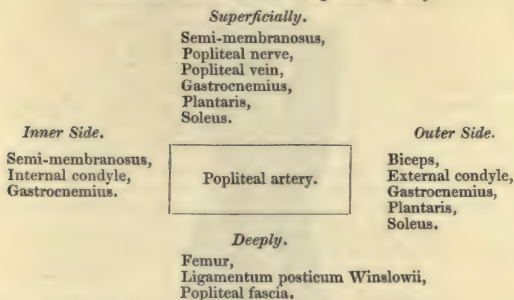 Superficially.
Semi-membranosus,
Popliteal nerve,
Popliteal vein,
Gastrocnemius,
Plantaris,
Soleus.
Inner Side.
Semi-membranosus,
Internal condyle,
Gastrocnemius.
Popliteal artery.
Outer Side.
Biceps,
External condyle,
Gastrocnemius,
Plantaris,
Soleus.
Deeply.
Femur,
Ligamentum posticum Winslowii,
Popliteal fascia.